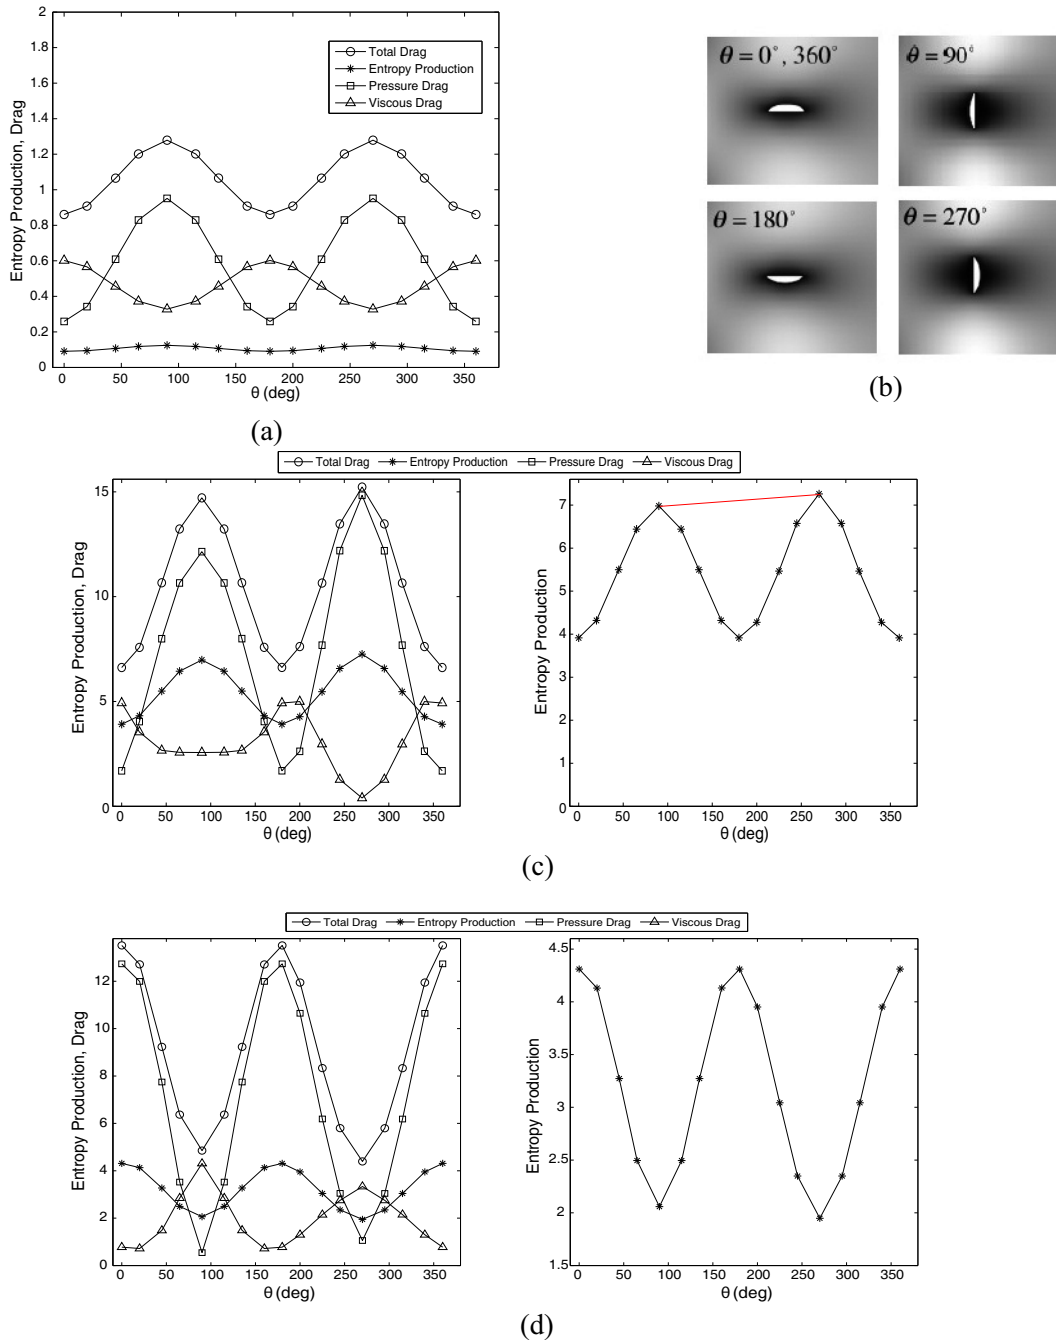 2
1.8
1.6
1.4
1.2
1
0.8
0.6
0.4
0.2
0
Entropy Production, Drag
Total Drag
Entropy Production
Pressure Drag
Viscous Drag
0 50 100 150 200 250 300 350
θ (deg)
(a)
θ = 0°, 360°
θ = 90°
θ = 180°
θ = 270°
(b)
Total Drag Entropy Production Pressure Drag Viscous Drag
15
10
5
0
Entropy Production, Drag
0 50 100 150 200 250 300 350
θ (deg)
7
6
5
4
3
2
1
0
Entropy Production
0 50 100 150 200 250 300 350
θ (deg)
(c)
Total Drag Entropy Production Pressure Drag Viscous Drag
12
10
8
6
4
2
0
Entropy Production, Drag
0 50 100 150 200 250 300 350
θ (deg)
4.5
4
3.5
3
2.5
2
1.5
Entropy Production
0 50 100 150 200 250 300 350
θ (deg)
(d)